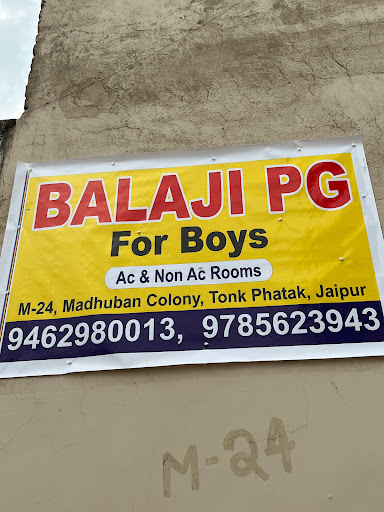 BALAJI PG
For Boys
Ac & Non Ac Rooms
M-24, Madhuban Colony, Tonk Phatak, Jaipur
9462980013, 9785623943
M-24